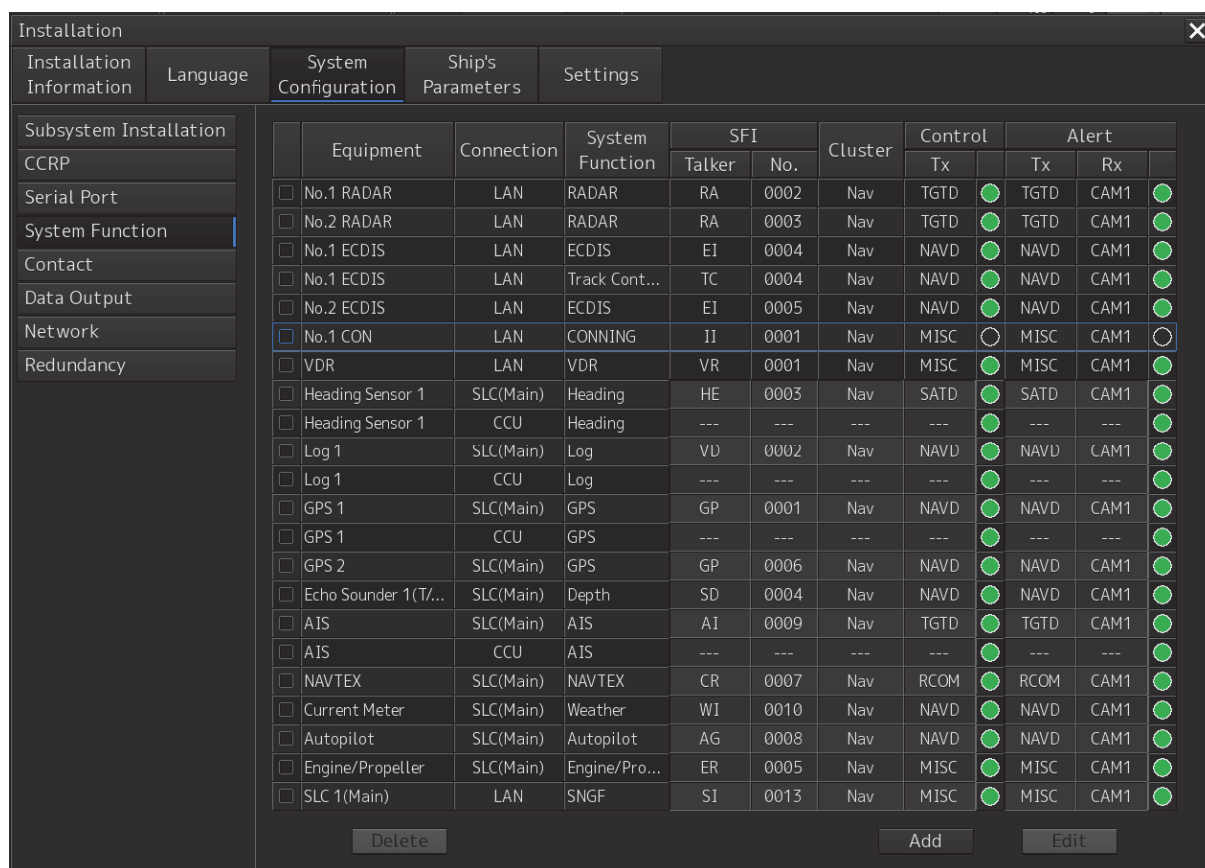 Installation
Installation Information
Language
System Configuration
Ship's Parameters
Settings
Subsystem Installation
CCRP
Serial Port
System Function
Contact
Data Output
Network
Redundancy
Equipment Connection System Function SFI Cluster Control Alert
Talker No. Tx Tx Rx
No.1 RADAR LAN RADAR RA 0002 Nav TGTD TGTD CAM1
No.2 RADAR LAN RADAR RA 0003 Nav TGTD TGTD CAM1
No.1 ECDIS LAN ECDIS EI 0004 Nav NAVD NAVD CAM1
No.1 ECDIS LAN Track Cont... TC 0004 Nav NAVD NAVD CAM1
No.2 ECDIS LAN ECDIS EI 0005 Nav NAVD NAVD CAM1
No.1 CON LAN CONNING II 0001 Nav MISC MISC CAM1
VDR LAN VDR VR 0001 Nav MISC MISC CAM1
Heading Sensor 1 SLC(Main) Heading HE 0003 Nav SATD SATD CAM1
Heading Sensor 1 CCU Heading --- --- --- --- --- ---
Log 1 SLC(Main) Log VD 0002 Nav NAVD NAVD CAM1
Log 1 CCU Log --- --- --- --- --- ---
GPS 1 SLC(Main) GPS GP 0001 Nav NAVD NAVD CAM1
GPS 1 CCU GPS --- --- --- --- --- ---
GPS 2 SLC(Main) GPS GP 0006 Nav NAVD NAVD CAM1
Echo Sounder 1(T/... SLC(Main) Depth SD 0004 Nav NAVD NAVD CAM1
AIS SLC(Main) AIS AI 0009 Nav TGTD TGTD CAM1
AIS CCU AIS --- --- --- --- --- ---
NAVTEX SLC(Main) NAVTEX CR 0007 Nav RCOM RCOM CAM1
Current Meter SLC(Main) Weather WI 0010 Nav NAVD NAVD CAM1
Autopilot SLC(Main) Autopilot AG 0008 Nav NAVD NAVD CAM1
Engine/Propeller SLC(Main) Engine/Pro... ER 0005 Nav MISC MISC CAM1
SLC 1(Main) LAN SNGF SI 0013 Nav MISC MISC CAM1
Delete Add Edit